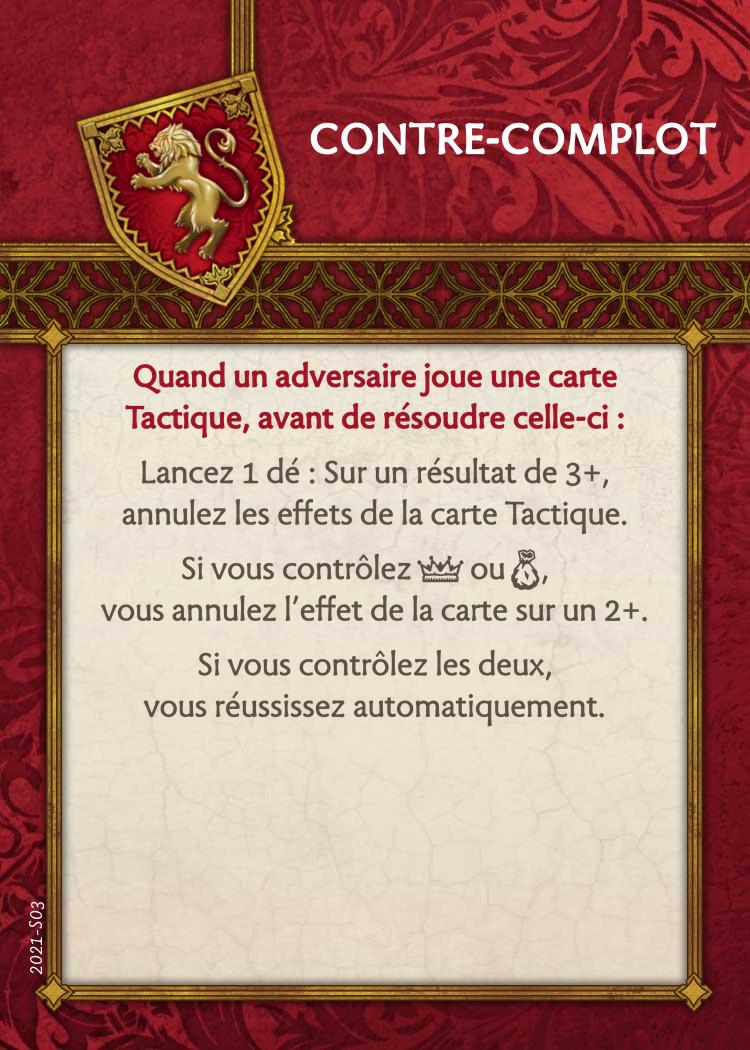 CONTRE-COMPLOT
Quand un adversaire joue une carte
Tactique, avant de résoudre celle-ci :
Lancez 1 dé : Sur un résultat de 3+,
annulez les effets de la carte Tactique.
Si vous contrôlez ou ,
vous annulez l'effet de la carte sur un 2+.
Si vous contrôlez les deux,
vous réussissez automatiquement.
2021-S03